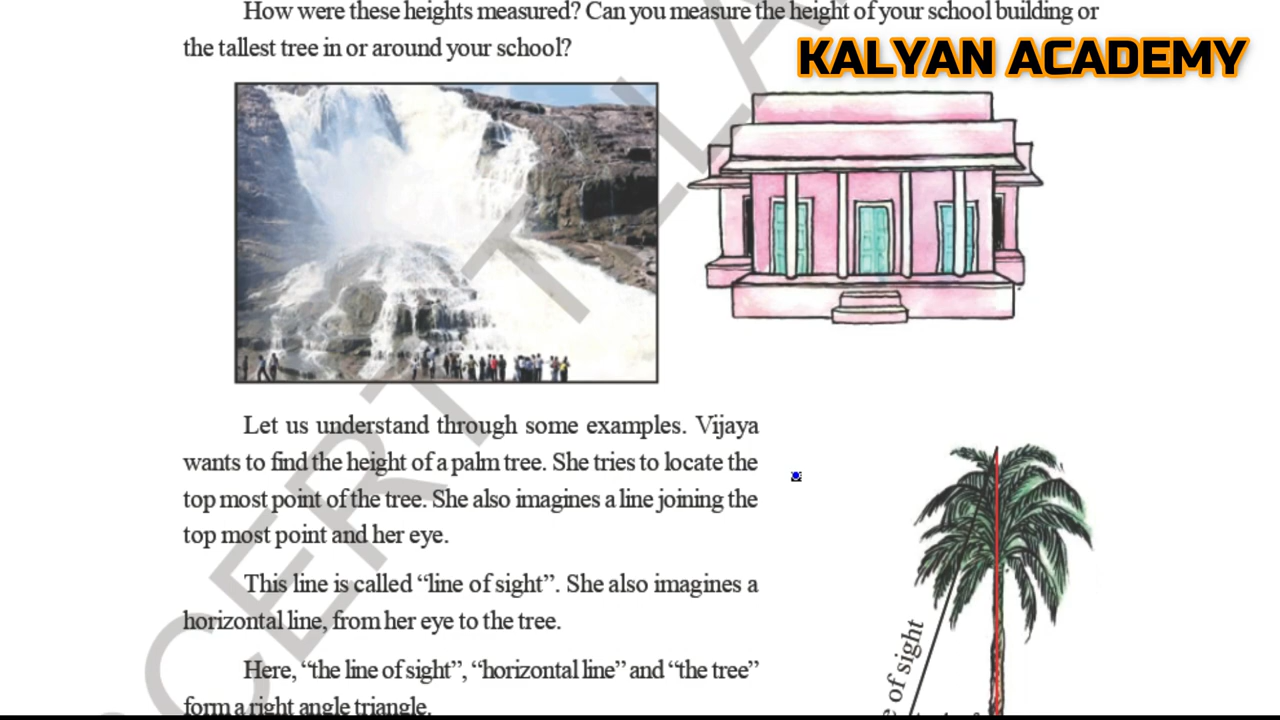 How were these heights measured? Can you measure the height of your school building or
the tallest tree in or around your school?
KALYAN ACADEMY
Let us understand through some examples. Vijaya
wants to find the height of a palm tree. She tries to locate the
top most point of the tree. She also imagines a line joining the
top most point and her eye.
This line is called “line of sight”. She also imagines a
horizontal line, from her eye to the tree.
Here, “the line of sight”, “horizontal line” and “the tree”
form a right angle triangle.
of sight